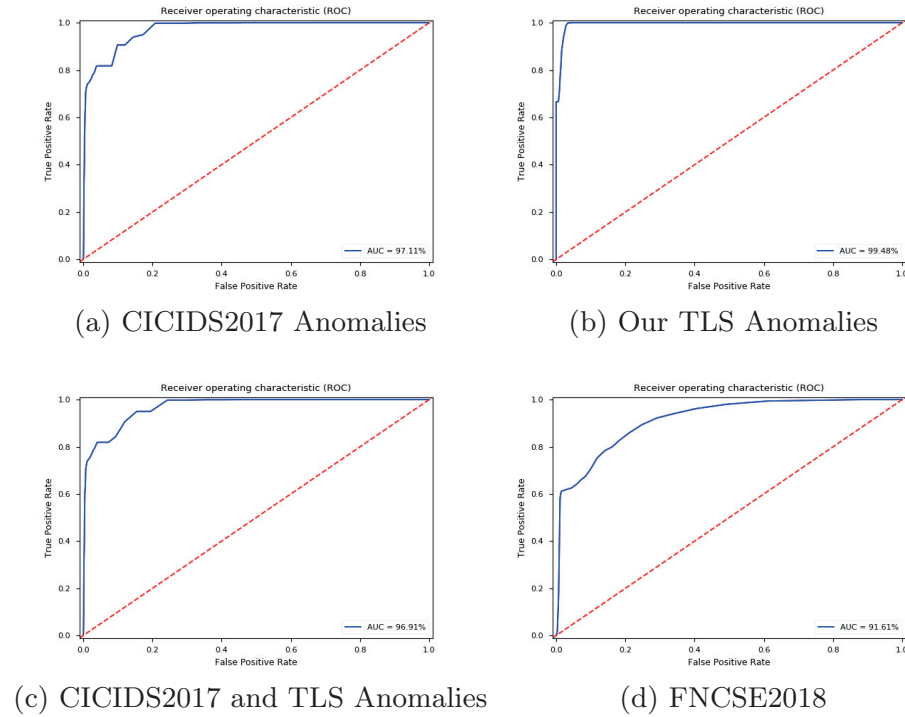 Receiver operating characteristic (ROC)
1.0
0.8
0.6
0.4
0.2
0.0
True Positive Rate
0.0 0.2 0.4 0.6 0.8 1.0
False Positive Rate
AUC = 97.11%
(a) CICIDS2017 Anomalies
Receiver operating characteristic (ROC)
1.0
0.8
0.6
0.4
0.2
0.0
True Positive Rate
0.0 0.2 0.4 0.6 0.8 1.0
False Positive Rate
AUC = 99.48%
(b) Our TLS Anomalies
Receiver operating characteristic (ROC)
1.0
0.8
0.6
0.4
0.2
0.0
True Positive Rate
0.0 0.2 0.4 0.6 0.8 1.0
False Positive Rate
AUC = 96.91%
(c) CICIDS2017 and TLS Anomalies
Receiver operating characteristic (ROC)
1.0
0.8
0.6
0.4
0.2
0.0
True Positive Rate
0.0 0.2 0.4 0.6 0.8 1.0
False Positive Rate
AUC = 91.61%
(d) FNCSE2018